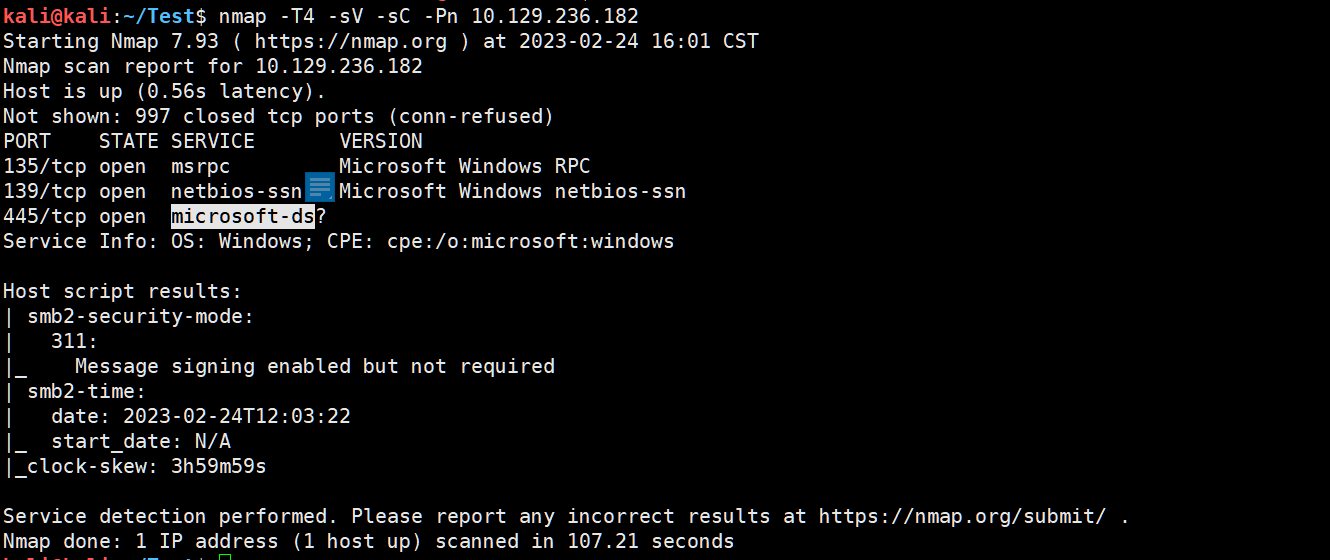 kali@kali:~/Test$ nmap -T4 -sV -sC -Pn 10.129.236.182
Starting Nmap 7.93 ( https://nmap.org ) at 2023-02-24 16:01 CST
Nmap scan report for 10.129.236.182
Host is up (0.56s latency).
Not shown: 997 closed tcp ports (conn-refused)
PORT    STATE SERVICE       VERSION
135/tcp open  msrpc         Microsoft Windows RPC
139/tcp open  netbios-ssn   Microsoft Windows netbios-ssn
445/tcp open  microsoft-ds?
Service Info: OS: Windows; CPE: cpe:/o:microsoft:windows

Host script results:
| smb2-security-mode:
|   311:
|_    Message signing enabled but not required
| smb2-time:
|   date: 2023-02-24T12:03:22
|_  start_date: N/A
|_clock-skew: 3h59m59s

Service detection performed. Please report any incorrect results at https://nmap.org/submit/ .
Nmap done: 1 IP address (1 host up) scanned in 107.21 seconds